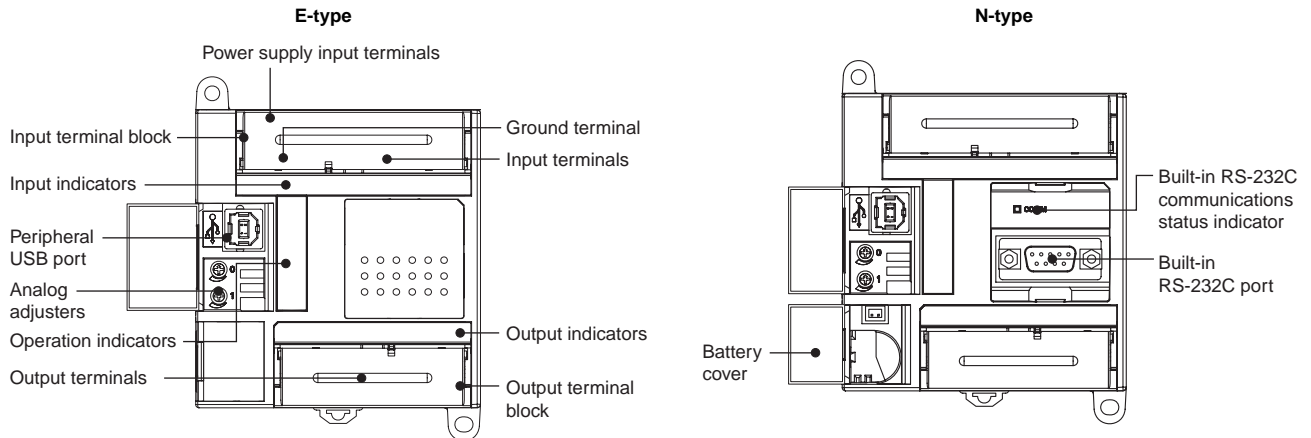 E-type
Power supply input terminals
Input terminal block
Ground terminal
Input terminals
Input indicators
Peripheral
USB port
0
1
Analog
adjusters
Operation indicators
Output indicators
Output terminals
Output terminal
block
N-type
COMM
0
1
Built-in RS-232C
communications
status indicator
Built-in
RS-232C port
Battery
cover